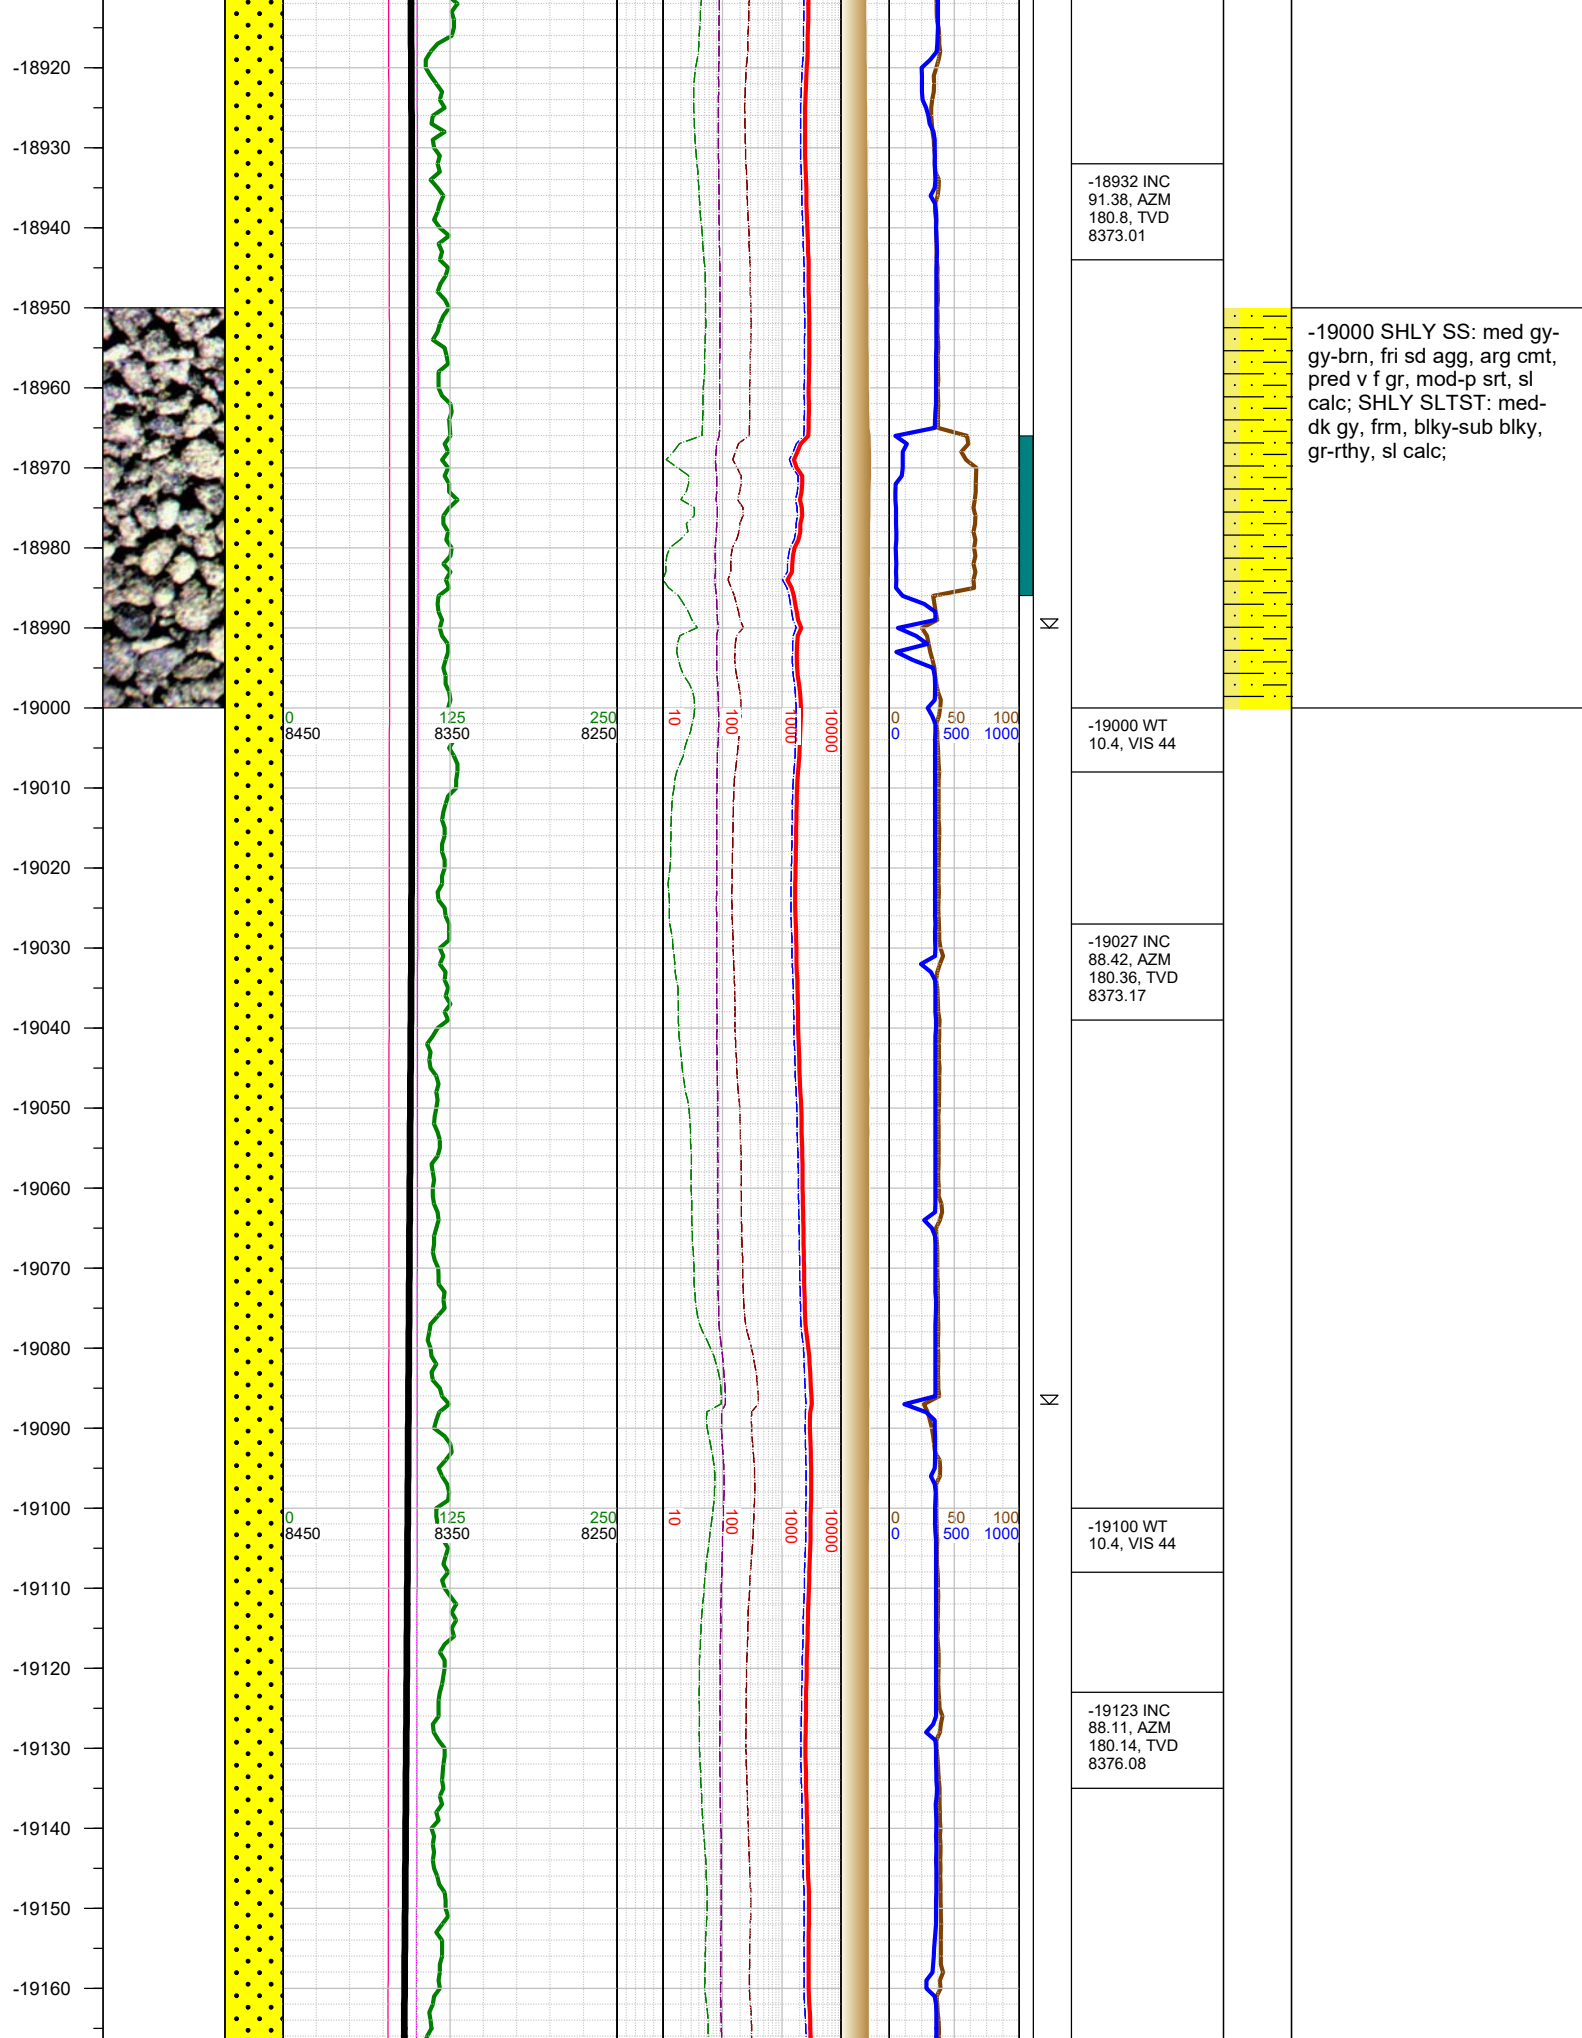 -18920
-18930
-18932 INC
91.38, AZM
180.8, TVD
8373.01
-18940
-18950
-19000 SHLY SS: med gy-
gy-brn, fri sd agg, arg cmt,
pred v f gr, mod-p srt, sl
calc; SHLY SLTST: med-
dk gy, frm, blky-sub blky,
gr-rthy, sl calc;
-18960
-18970
-18980
-18990
-19000
0 125 250 10 100 1000 10000 0 50 100
8450 8350 8250 0 500 1000
-19000 WT
10.4, VIS 44
-19010
-19020
-19027 INC
88.42, AZM
180.36, TVD
8373.17
-19030
-19040
-19050
-19060
-19070
-19080
-19090
-19100
0 125 250 10 100 1000 10000 0 50 100
8450 8350 8250 0 500 1000
-19100 WT
10.4, VIS 44
-19110
-19120
-19123 INC
88.11, AZM
180.14, TVD
8376.08
-19130
-19140
-19150
-19160